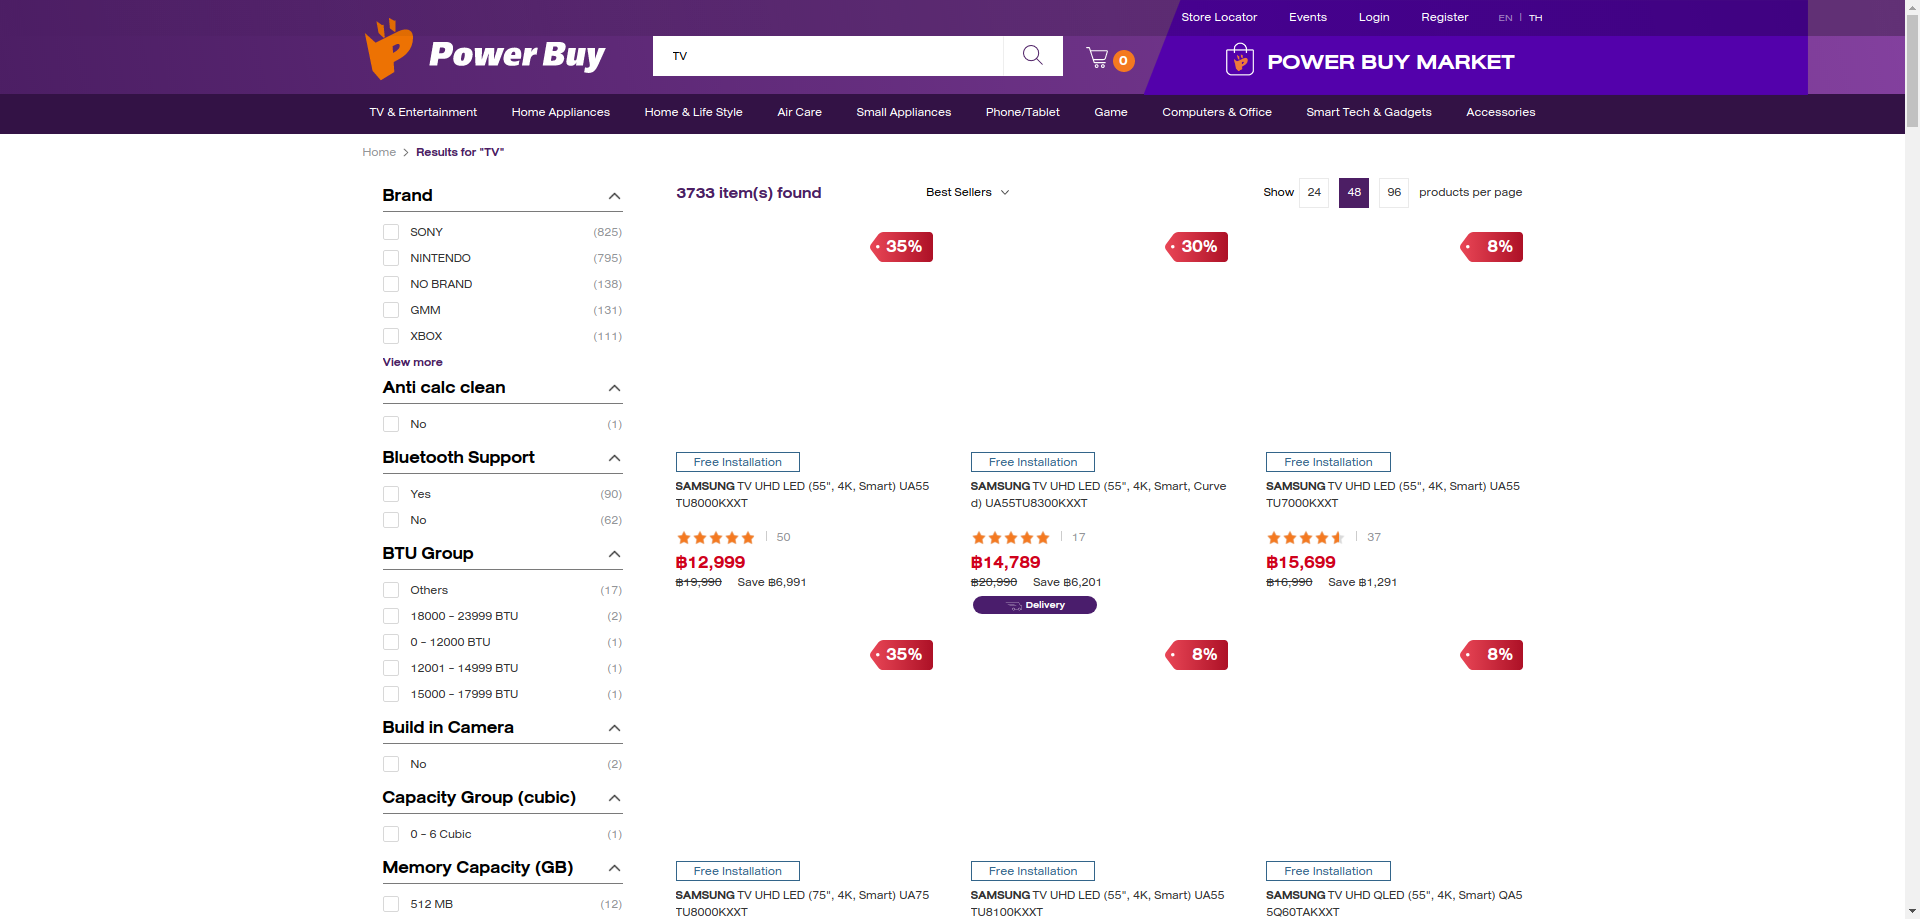 Store Locator
Events
Login
Register
EN | TH
Power Buy
TV
0
POWER BUY MARKET
TV & Entertainment
Home Appliances
Home & Life Style
Air Care
Small Appliances
Phone/Tablet
Game
Computers & Office
Smart Tech & Gadgets
Accessories
Home > Results for "TV"
Brand
SONY (825)
NINTENDO (795)
NO BRAND (138)
GMM (131)
XBOX (111)
View more
Anti calc clean
No (1)
Bluetooth Support
Yes (90)
No (62)
BTU Group
Others (17)
18000 - 23999 BTU (2)
0 - 12000 BTU (1)
12001 - 14999 BTU (1)
15000 - 17999 BTU (1)
Build in Camera
No (2)
Capacity Group (cubic)
0 - 6 Cubic (1)
Memory Capacity (GB)
512 MB (12)
3733 item(s) found
Best Sellers
Show 24 48 96 products per page
35%
Free Installation
SAMSUNG TV UHD LED (55", 4K, Smart) UA55
TU8000KXXT
50
฿12,999
฿19,990 Save ฿6,991
30%
Free Installation
SAMSUNG TV UHD LED (55", 4K, Smart, Curve
d) UA55TU8300KXXT
17
฿14,789
฿20,990 Save ฿6,201
Delivery
8%
Free Installation
SAMSUNG TV UHD LED (55", 4K, Smart) UA55
TU7000KXXT
37
฿15,699
฿16,990 Save ฿1,291
35%
Free Installation
SAMSUNG TV UHD LED (75", 4K, Smart) UA75
TU8000KXXT
8%
Free Installation
SAMSUNG TV UHD LED (55", 4K, Smart) UA55
TU8100KXXT
8%
Free Installation
SAMSUNG TV UHD QLED (55", 4K, Smart) QA5
5Q60TAKXXT